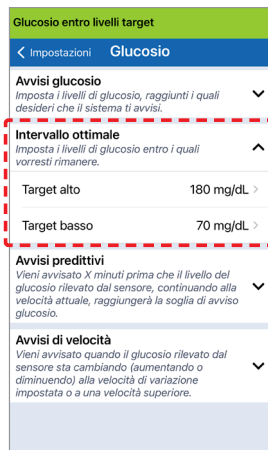 Glucosio entro livelli target
Impostazioni Glucosio
Avvisi glucosio
Imposta i livelli di glucosio, raggiunti i quali
desideri che il sistema ti avvisi.
Intervallo ottimale
Imposta i livelli di glucosio entro i quali
vorresti rimanere.
Target alto 180 mg/dL
Target basso 70 mg/dL
Avvisi predittivi
Vieni avvisato X minuti prima che il livello del
glucosio rilevato dal sensore, continuando alla
velocità attuale, raggiungerà la soglia di avviso
glucosio.
Avvisi di velocità
Vieni avvisato quando il glucosio rilevato dal
sensore sta cambiando (aumentando o
diminuendo) alla velocità di variazione
impostata o a una velocità superiore.